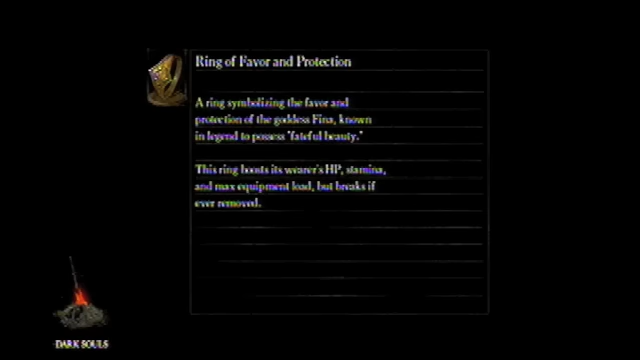 Ring of Favor and Protection
A ring symbolizing the favor and
protection of the goddess Fina, known
in legend to possess "fateful beauty."
This ring boosts its wearer's HP, stamina,
and max equipment load, but breaks if
ever removed.
DARK SOULS